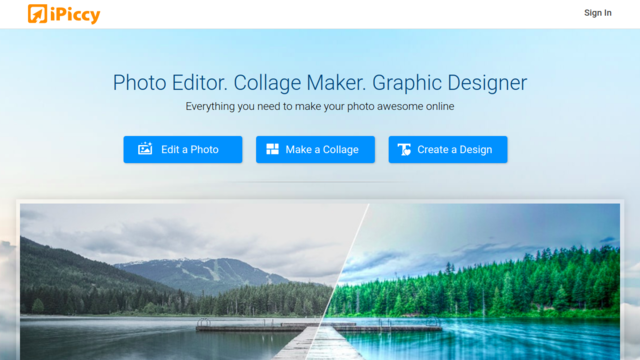 iPiccy
Sign In
Photo Editor. Collage Maker. Graphic Designer
Everything you need to make your photo awesome online
Edit a Photo
Make a Collage
Create a Design